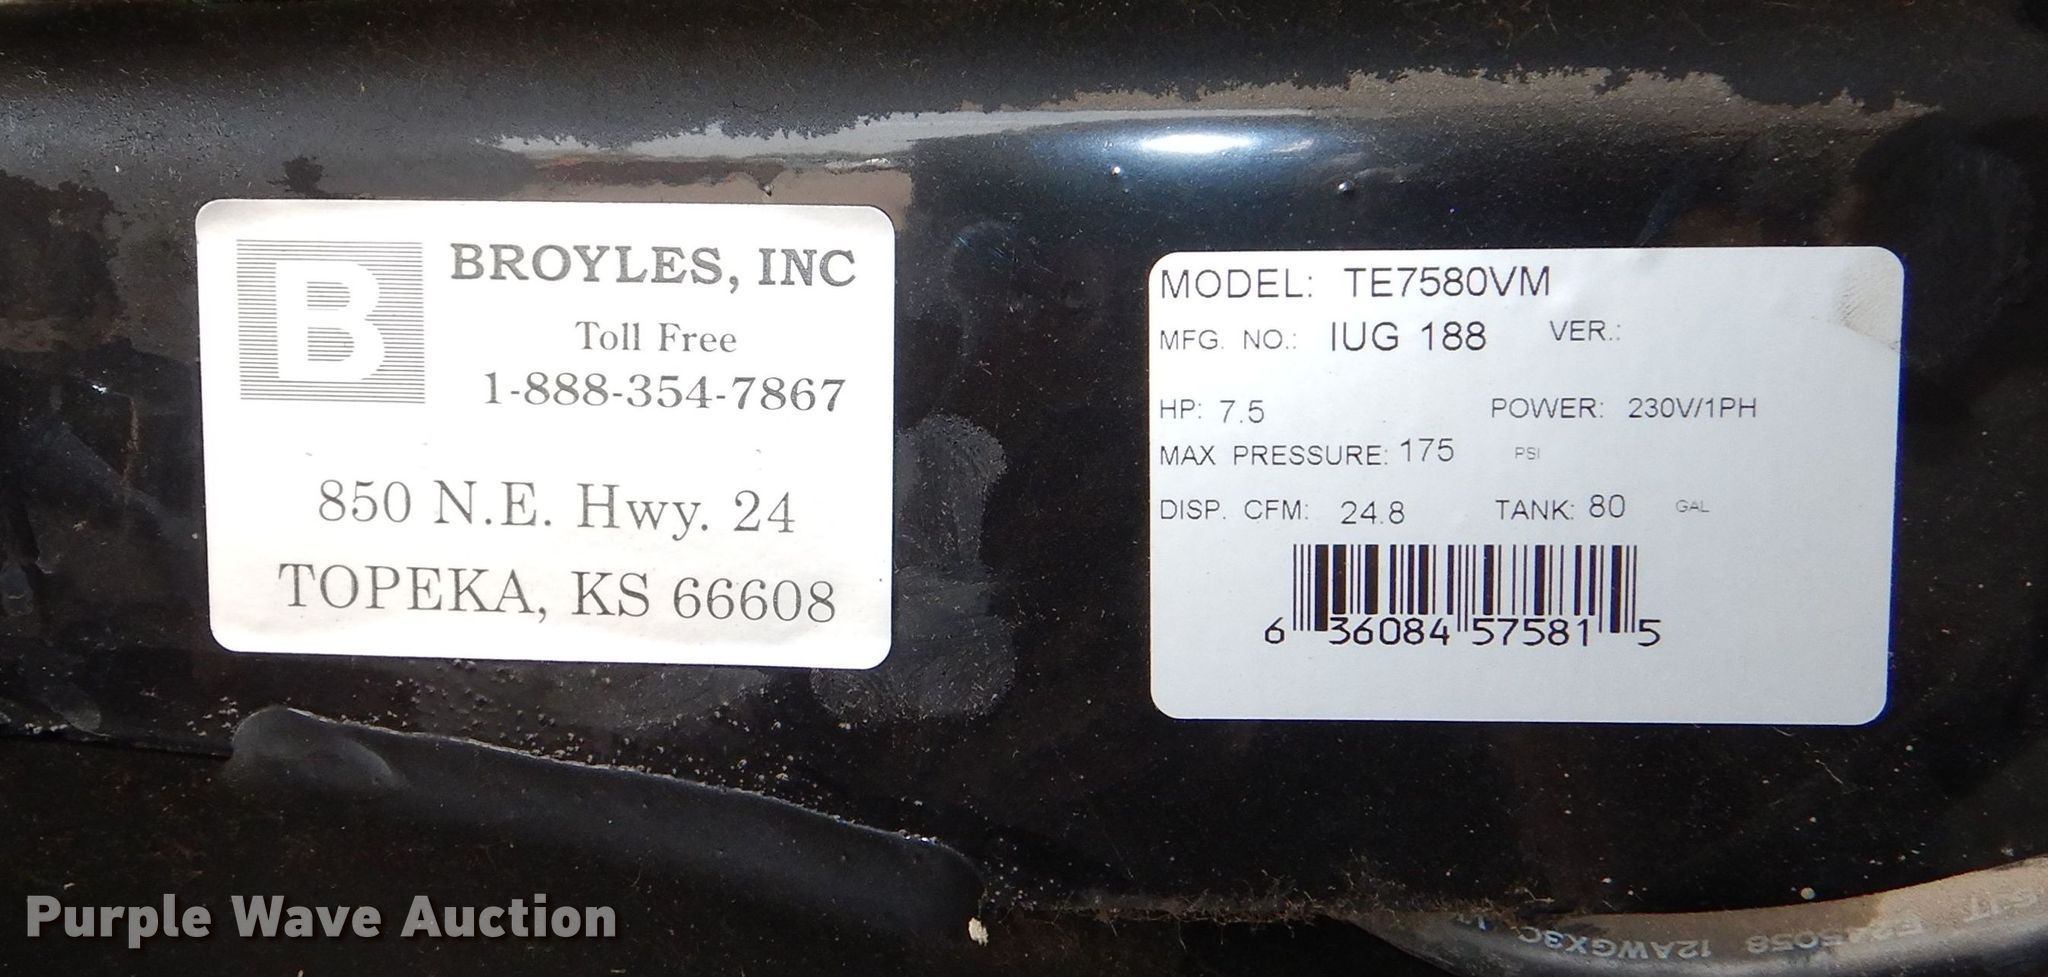 B
BROYLES, INC
Toll Free
1-888-354-7867
850 N.E. Hwy. 24
TOPEKA, KS 66608
MODEL: TE7580VM
MFG. NO.: IUG 188 VER.:
HP: 7.5 POWER: 230V/1PH
MAX PRESSURE: 175 PSI
DISP. CFM: 24.8 TANK: 80 GAL
6 36084 57581 5
12AWGX3C
Purple Wave Auction